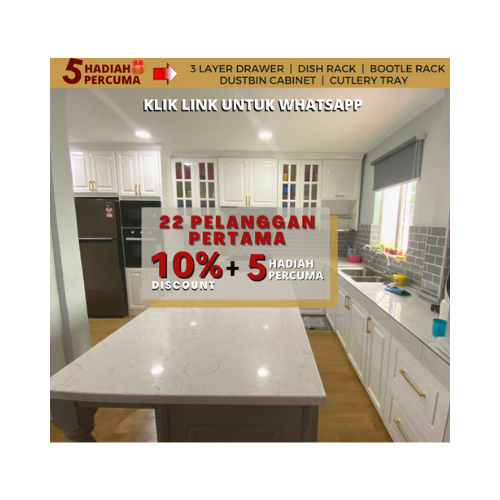 5 HADIAH PERCUMA
3 LAYER DRAWER | DISH RACK | BOOTLE RACK
DUSTBIN CABINET | CUTLERY TRAY
KLIK LINK UNTUK WHATSAPP
22 PELANGGAN
PERTAMA
10% + 5 HADIAH PERCUMA
DISCOUNT